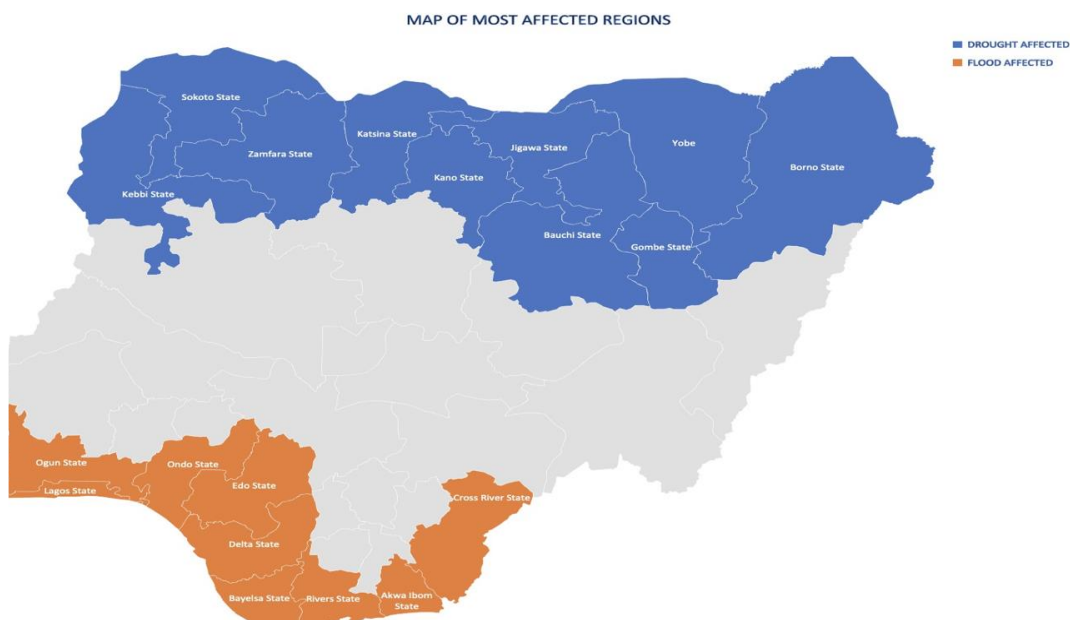 MAP OF MOST AFFECTED REGIONS
DROUGHT AFFECTED
FLOOD AFFECTED
Sokoto State
Katsina State
Zamfara State
Jigawa State
Yobe
Borno State
Kano State
Kebbi State
Bauchi State
Gombe State
Ogun State
Ondo State
Lagos State
Edo State
Cross River State
Delta State
Bayelsa State
Rivers State
Akwa Ibom
State